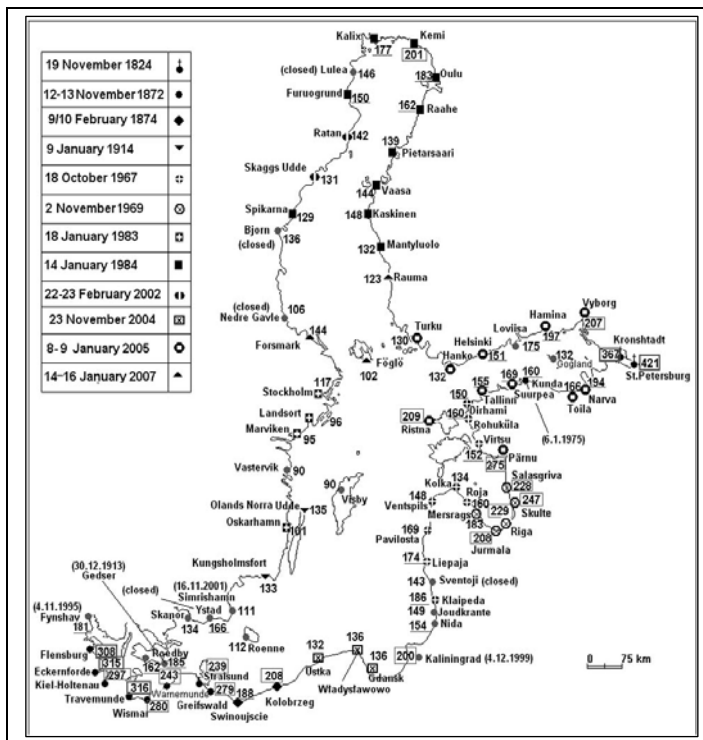 19 November 1824
12-13 November 1872
9/10 February 1874
9 January 1914
18 October 1967
2 November 1969
18 January 1983
14 January 1984
22-23 February 2002
23 November 2004
8- 9 January 2005
14-16 January 2007
Kalix
177
Kemi
201
(closed) Lulea
146
183
Oulu
Furuogrund
150
162
Raahe
Ratan
142
139
Pietarsaari
Skaggs Udde
131
144
Vaasa
Spikarna
129
148
Kaskinen
Bjorn
(closed)
136
132
Mantyluolo
123
Rauma
(closed)
Nedre Gavle
106
Forsmark
144
Föglö
102
Turku
130
Hanko
132
Helsinki
151
Loviisa
175
Hamina
197
Vyborg
207
132
Gogland
Kronshtadt
367
421
St.Petersburg
Stockholm
117
Landsort
96
Marviken
95
155
Tallinn
169
Suurpea
160
Kunda
(6.1.1975)
166
Toila
194
Narva
150
Dirhami
160
Rohuküla
209
Ristna
Virtsu
152
Pärnu
275
Salasgriva
228
247
Skulte
229
Riga
208
Jurmala
Kolka
134
Roja
160
Mersrags
183
Ventspils
148
169
Pavilosta
174
Liepaja
143
Sventoji (closed)
186
Klaipeda
149
Joudkrante
154
Nida
200
Kaliningrad (4.12.1999)
Vastervik
90
90
Visby
Olands Norra Udde
135
Oskarhamn
101
Kungsholmsfort
133
(30.12.1913)
Gedser
(closed)
(16.11.2001)
Simrishamn
111
Ystad
166
Skanör
134
112
Roenne
(4.11.1995)
Fynshav
181
Flensburg
308
Eckernforde
315
Kiel-Holtenau
297
Travemunde
316
Wismar
280
Roedby
162
185
243
Warnemunde
Stralsund
239
Greifswald
279
188
Swinoujscie
208
Kolobrzeg
132
Ustka
136
Władysławowo
136
Gdańsk
0 75 km